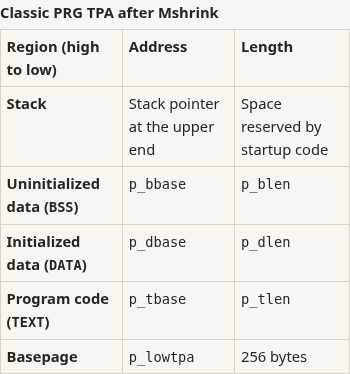 Classic PRG TPA after Mshrink
Region (high to low) Address Length
Stack Stack pointer at the upper end Space reserved by startup code
Uninitialized data (BSS) p_bbase p_blen
Initialized data (DATA) p_dbase p_dlen
Program code (TEXT) p_tbase p_tlen
Basepage p_lowtpa 256 bytes